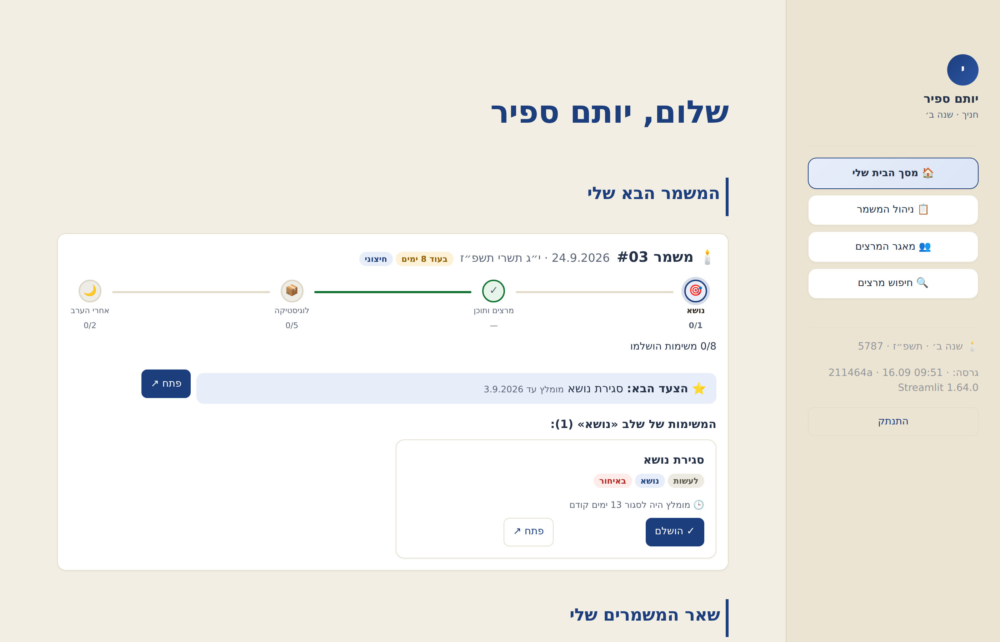 י
יותם ספיר
חניך · שנה ב׳
🏠 מסך הבית שלי
📋 ניהול המשמר
👥 מאגר המרצים
🔍 חיפוש מרצים
🕯️ שנה ב׳ · תשפ״ז · 5787
גרסה: · 16.09 09:51 · 211464a
Streamlit 1.64.0
התנתק
שלום, יותם ספיר
המשמר הבא שלי
🕯️ משמר #03 24.9.2026 · י״ג תשרי תשפ״ז בעוד 8 ימים חיצוני
🎯 ✓ 📦 🌙
נושא מרצים ותוכן לוגיסטיקה אחרי הערב
0/1 — 0/5 0/2
0/8 משימות הושלמו
⭐ הצעד הבא: סגירת נושא מומלץ עד 3.9.2026
פתח ↗
המשימות של שלב «נושא» (1):
סגירת נושא
לעשות נושא באיחור
🕒 מומלץ היה לסגור 13 ימים קודם
✓ הושלם פתח ↗
שאר המשמרים שלי